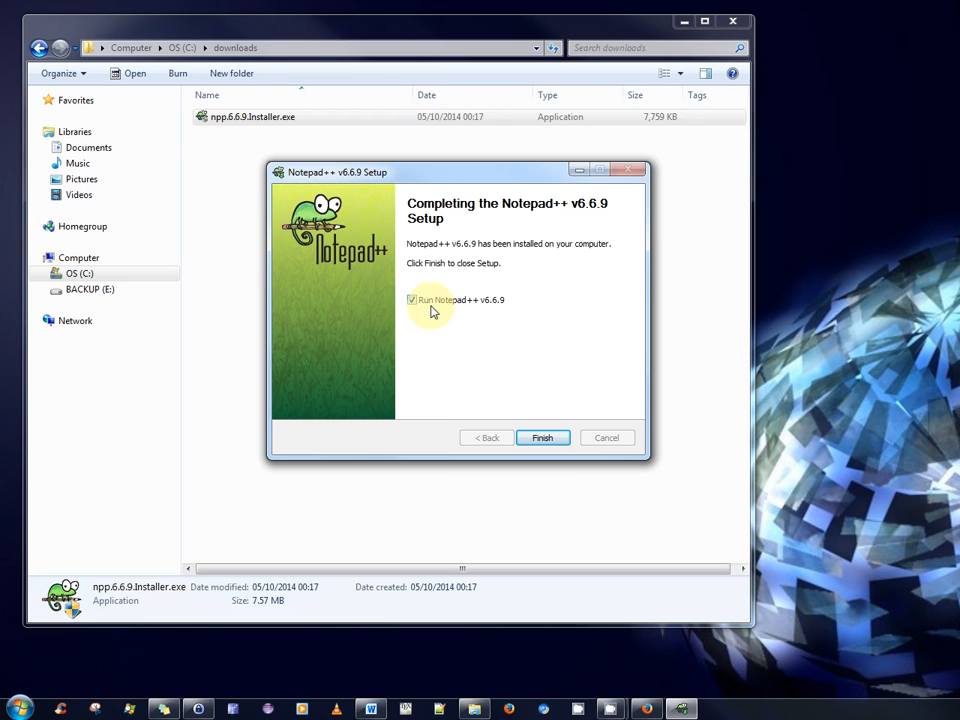 Computer OS (C:) downloads
Search downloads
Organize Open Burn New folder
Favorites
Libraries
Documents
Music
Pictures
Videos
Homegroup
Computer
OS (C:)
BACKUP (E:)
Network
Name Date Type Size Tags
npp.6.6.9.Installer.exe 05/10/2014 00:17 Application 7,759 KB
Notepad++ v6.6.9 Setup
Notepad++
Completing the Notepad++ v6.6.9
Setup
Notepad++ v6.6.9 has been installed on your computer.
Click Finish to close Setup.
Run Notepad++ v6.6.9
< Back Finish Cancel
npp.6.6.9.Installer.exe Date modified: 05/10/2014 00:17 Date created: 05/10/2014 00:17
Application Size: 7.57 MB